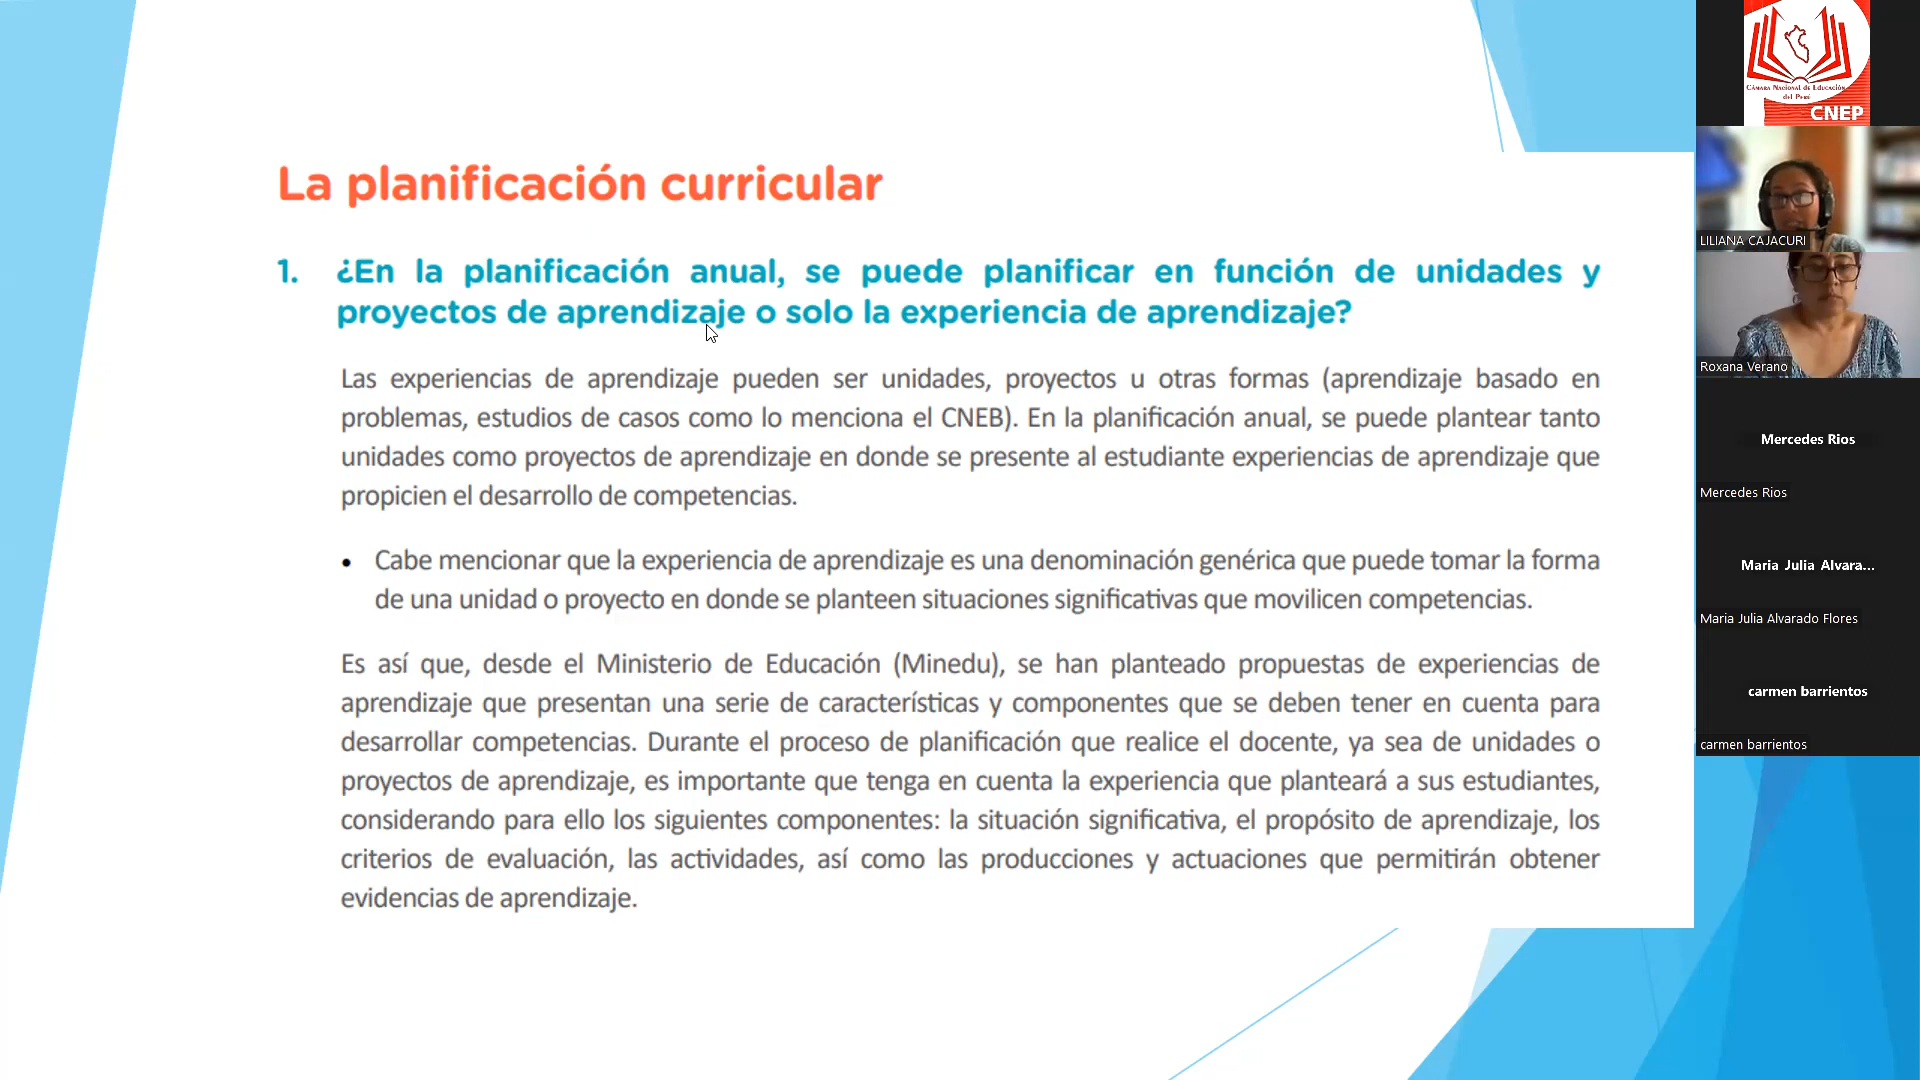 La planificación curricular
1. ¿En la planificación anual, se puede planificar en función de unidades y
proyectos de aprendizaje o solo la experiencia de aprendizaje?
Las experiencias de aprendizaje pueden ser unidades, proyectos u otras formas (aprendizaje basado en
problemas, estudios de casos como lo menciona el CNEB). En la planificación anual, se puede plantear tanto
unidades como proyectos de aprendizaje en donde se presente al estudiante experiencias de aprendizaje que
propicien el desarrollo de competencias.
• Cabe mencionar que la experiencia de aprendizaje es una denominación genérica que puede tomar la forma
de una unidad o proyecto en donde se planteen situaciones significativas que movilicen competencias.
Es así que, desde el Ministerio de Educación (Minedu), se han planteado propuestas de experiencias de
aprendizaje que presentan una serie de características y componentes que se deben tener en cuenta para
desarrollar competencias. Durante el proceso de planificación que realice el docente, ya sea de unidades o
proyectos de aprendizaje, es importante que tenga en cuenta la experiencia que planteará a sus estudiantes,
considerando para ello los siguientes componentes: la situación significativa, el propósito de aprendizaje, los
criterios de evaluación, las actividades, así como las producciones y actuaciones que permitirán obtener
evidencias de aprendizaje.
Cámara Nacional de Educación
del Perú
CNEP
LILIANA CAJACURI
Roxana Verano
Mercedes Rios
Mercedes Rios
Maria Julia Alvara...
Maria Julia Alvarado Flores
carmen barrientos
carmen barrientos